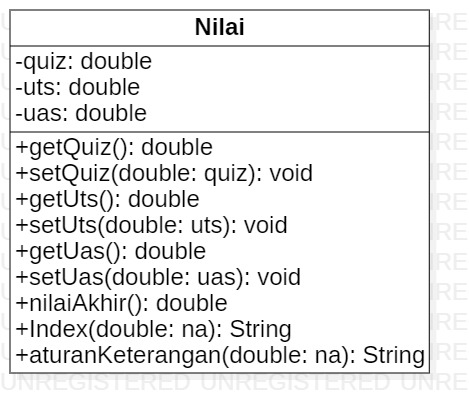 Nilai
-quiz: double
-uts: double
-uas: double
+getQuiz(): double
+setQuiz(double: quiz): void
+getUts(): double
+setUts(double: uts): void
+getUas(): double
+setUas(double: uas): void
+nilaiAkhir(): double
+Index(double: na): String
+aturanKeterangan(double: na): String
UNREGISTERED UNREGISTERED UNRE